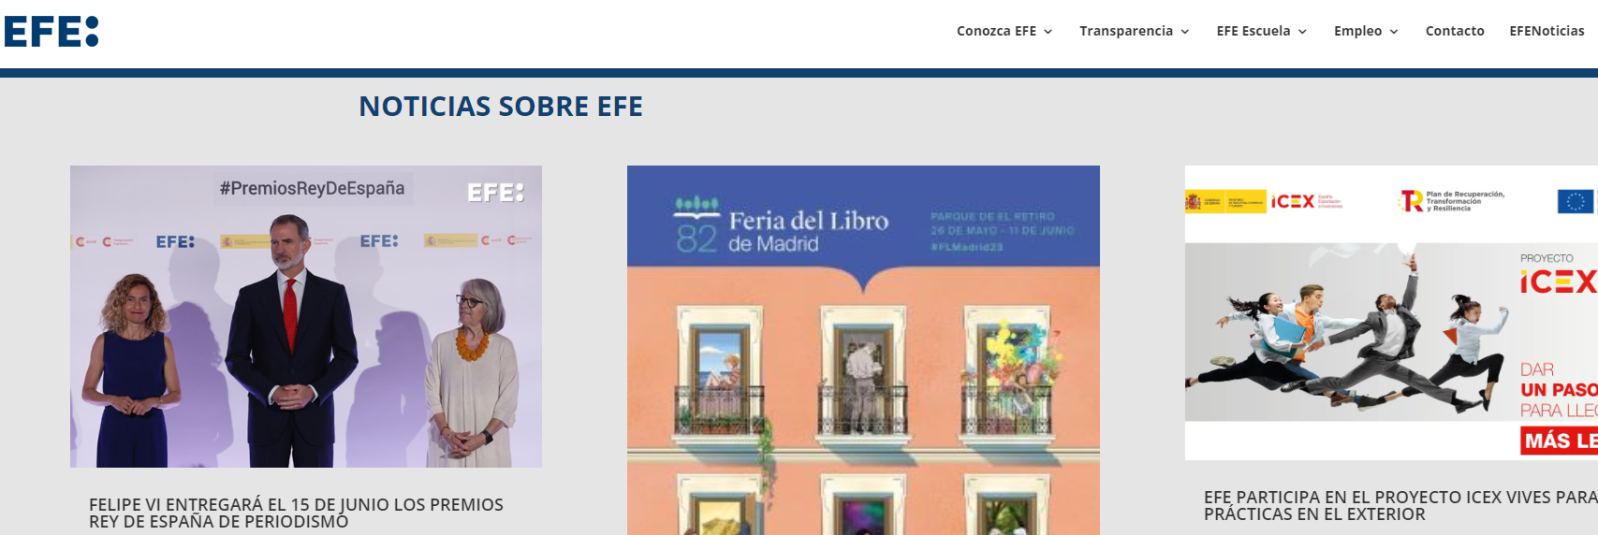 EFE:
Conozca EFE
Transparencia
EFE Escuela
Empleo
Contacto
EFENoticias
NOTICIAS SOBRE EFE
#PremiosReyDeEspaña
EFE:
EFE:
EFE:
FELIPE VI ENTREGARÁ EL 15 DE JUNIO LOS PREMIOS
REY DE ESPAÑA DE PERIODISMO
82
Feria del Libro
de Madrid
PARQUE DE EL RETIRO
26 DE MAYO - 11 DE JUNIO
#FLMadrid23
ICEX
Plan de Recuperación,
Transformación
y Resiliencia
PROYECTO
ICEX
DAR
UN PASO
PARA LLEG
MÁS LE
EFE PARTICIPA EN EL PROYECTO ICEX VIVES PARA
PRÁCTICAS EN EL EXTERIOR